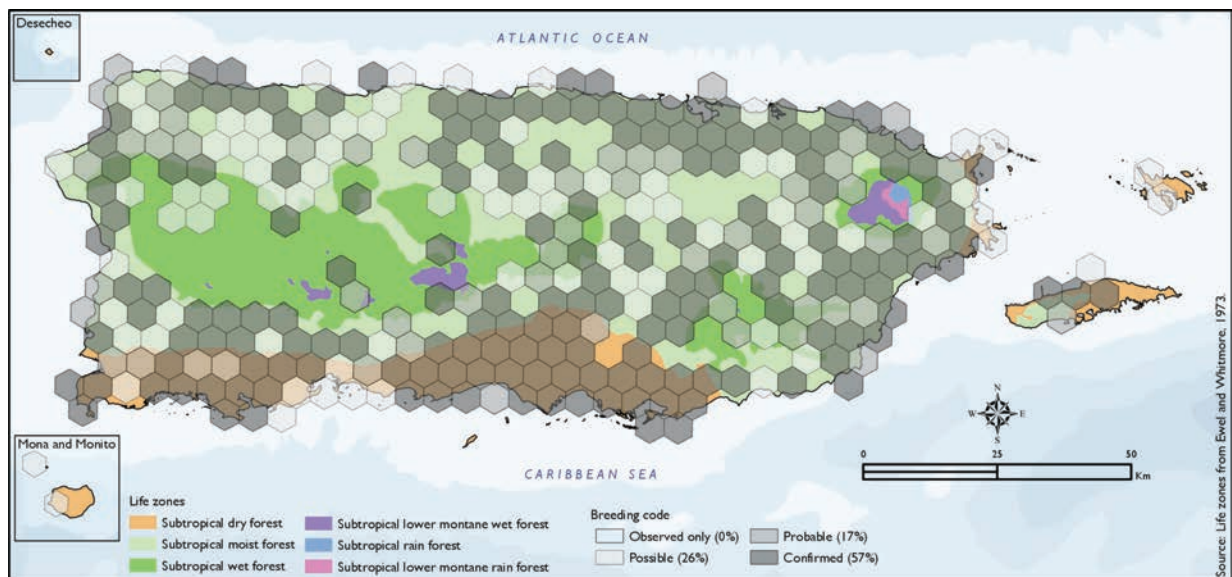 Desecheo
ATLANTIC OCEAN
N
W E
S
0 25 50
Km
Mona and Monito
CARIBBEAN SEA
Life zones
Subtropical dry forest
Subtropical moist forest
Subtropical wet forest
Subtropical lower montane wet forest
Subtropical rain forest
Subtropical lower montane rain forest
Breeding code
Observed only (0%)
Possible (26%)
Probable (17%)
Confirmed (57%)
Source: Life zones from Ewel and Whitmore, 1973.